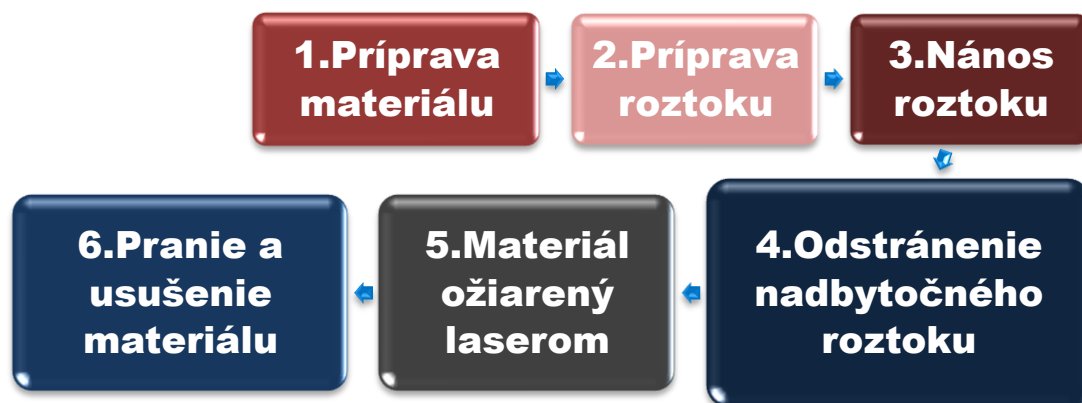 1.Príprava
materiálu
2.Príprava
roztoku
3.Nános
roztoku
4.Odstránenie
nadbytočného
roztoku
5.Materiál
ožiarený
laserom
6.Pranie a
usušenie
materiálu